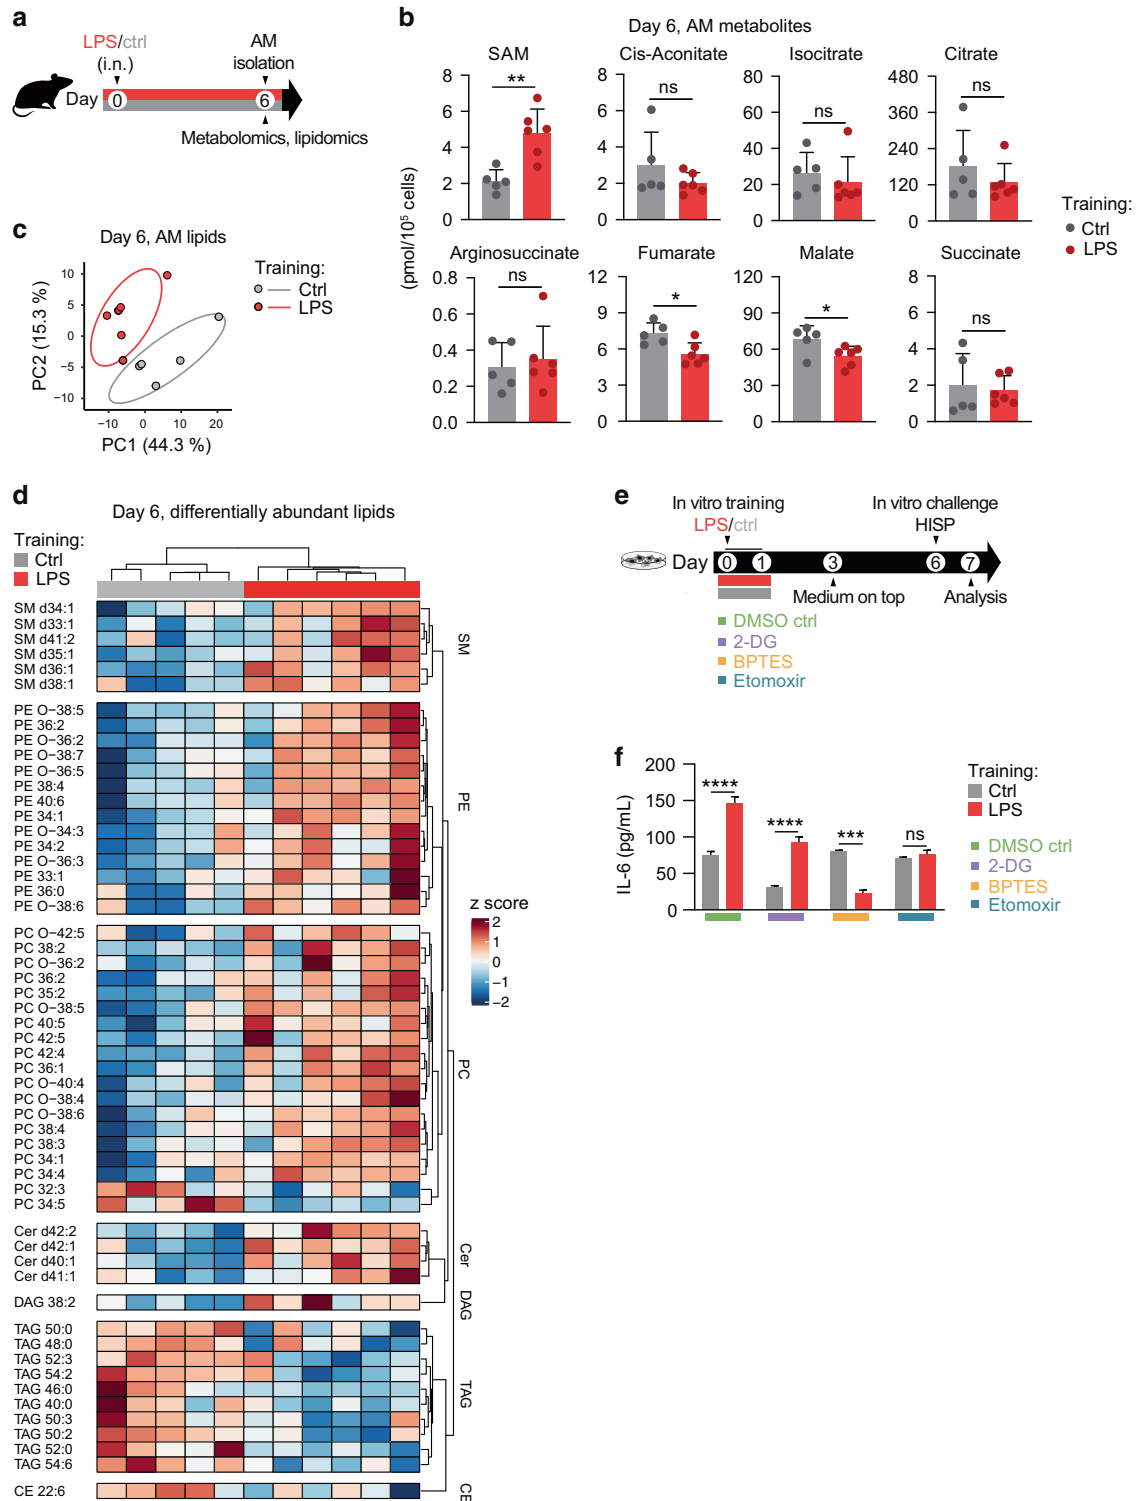 a
LPS/ctrl
(i.n.)
AM
isolation
Day 0 6
Metabolomics, lipidomics
b
Day 6, AM metabolites
SAM
Cis-Aconitate
Isocitrate
Citrate
8
6
4
2
0
**
8
6
4
2
0
ns
80
60
40
20
0
ns
480
360
240
120
0
ns
(pmol/10⁵ cells)
Training:
Ctrl
LPS
Arginosuccinate
Fumarate
Malate
Succinate
0.8
0.6
0.4
0.2
0.0
ns
12
9
6
3
0
*
120
90
60
30
0
*
8
6
4
2
0
ns
c
Day 6, AM lipids
Training:
Ctrl
LPS
PC2 (15.3 %)
10
5
0
−5
−10
−10 0 10 20
PC1 (44.3 %)
d
Day 6, differentially abundant lipids
Training:
Ctrl
LPS
SM d34:1
SM d33:1
SM d41:2
SM d35:1
SM d36:1
SM d38:1
SM
PE O−38:5
PE 36:2
PE O−36:2
PE O−38:7
PE O−36:5
PE 38:4
PE 40:6
PE 34:1
PE O−34:3
PE 34:2
PE O−36:3
PE 33:1
PE 36:0
PE O−38:6
PE
PC O−42:5
PC 38:2
PC O−36:2
PC 36:2
PC 35:2
PC O−38:5
PC 40:5
PC 42:5
PC 42:4
PC 36:1
PC O−40:4
PC O−38:4
PC O−38:6
PC 38:4
PC 38:3
PC 34:1
PC 34:4
PC 32:3
PC 34:5
PC
Cer d42:2
Cer d42:1
Cer d40:1
Cer d41:1
Cer
DAG 38:2
DAG
TAG 50:0
TAG 48:0
TAG 52:3
TAG 54:2
TAG 46:0
TAG 40:0
TAG 50:3
TAG 50:2
TAG 52:0
TAG 54:6
TAG
CE 22:6
CE
z score
2
1
0
−1
−2
e
In vitro training
LPS/ctrl
In vitro challenge
HISP
Day 0 1 3 6 7
Medium on top
Analysis
DMSO ctrl
2-DG
BPTES
Etomoxir
f
IL-6 (pg/mL)
200
150
100
50
0
****
****
***
ns
Training:
Ctrl
LPS
DMSO ctrl
2-DG
BPTES
Etomoxir